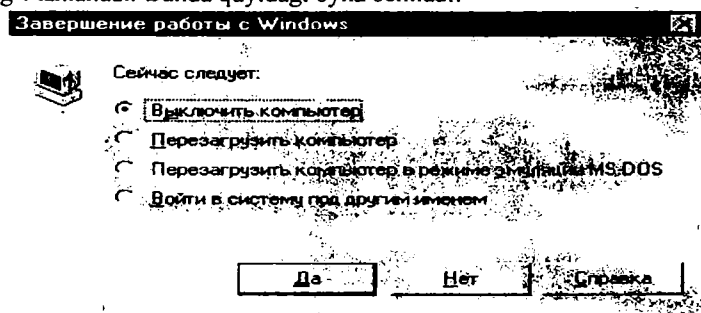 Завершение работы с Windows
Сейчас следует:
Выключить компьютер
Перезагрузить компьютер
Перезагрузить компьютер в режиме эмуляции MS-DOS
Войти в систему под другим именем
Да Нет Справка